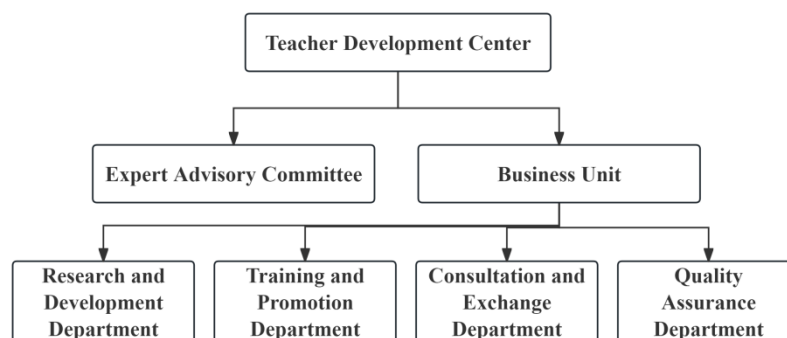 Teacher Development Center
Expert Advisory Committee
Business Unit
Research and
Development
Department
Training and
Promotion
Department
Consultation and
Exchange
Department
Quality
Assurance
Department